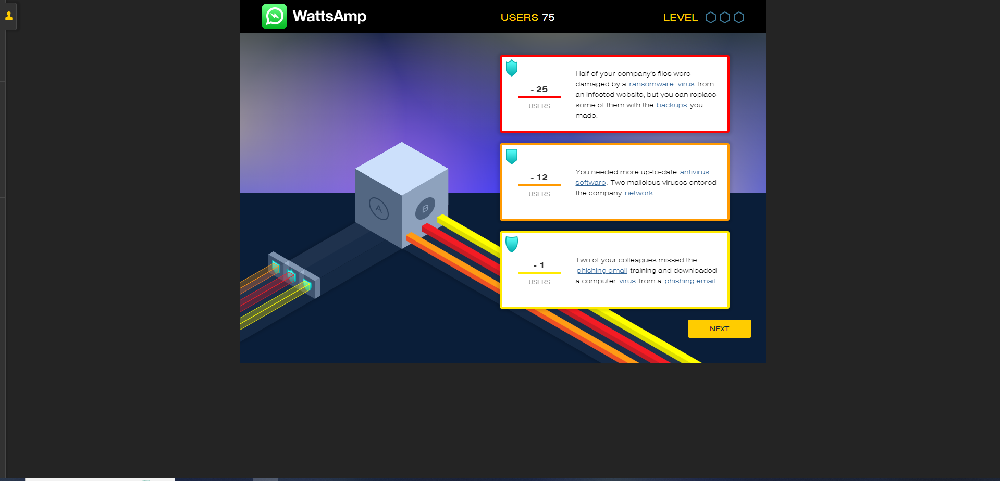 WattsAmp
USERS 75
LEVEL
- 25
USERS
Half of your company's files were
damaged by a ransomware virus from
an infected website, but you can replace
some of them with the backups you
made.
- 12
USERS
You needed more up-to-date antivirus
software. Two malicious viruses entered
the company network.
- 1
USERS
Two of your colleagues missed the
phishing email training and downloaded
a computer virus from a phishing email.
A
B
NEXT